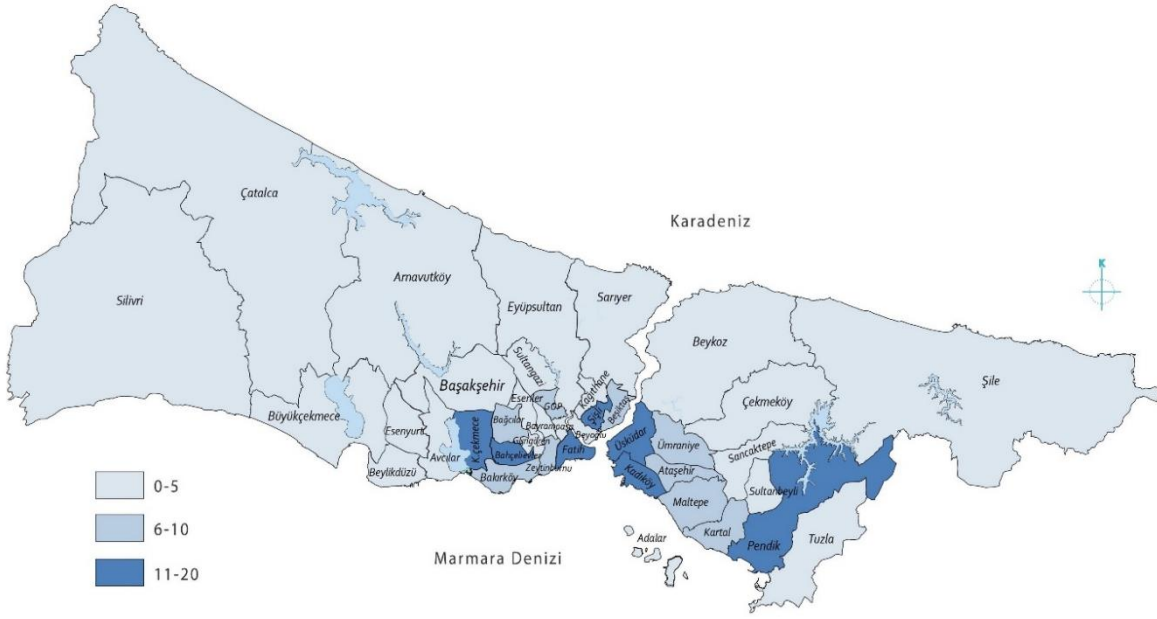 Karadeniz
K
Çatalca
Silivri
Arnavutköy
Eyüpsultan
Sarıyer
Beykoz
Şile
Çekmeköy
Sultangazi
Başakşehir
Kağıthane
Esenler
GOP
Şişli
Beşiktaş
Büyükçekmece
Esenyurt
Avcılar
K.Çekmece
Bağcılar
Bayrampaşa
Beyoğlu
Güngören
Bahçelievler
Fatih
Zeytinburnu
Bakırköy
Beylikdüzü
Üsküdar
Ümraniye
Sancaktepe
Ataşehir
Kadıköy
Sultanbeyli
Maltepe
Kartal
Pendik
Tuzla
Adalar
Marmara Denizi
0-5
6-10
11-20